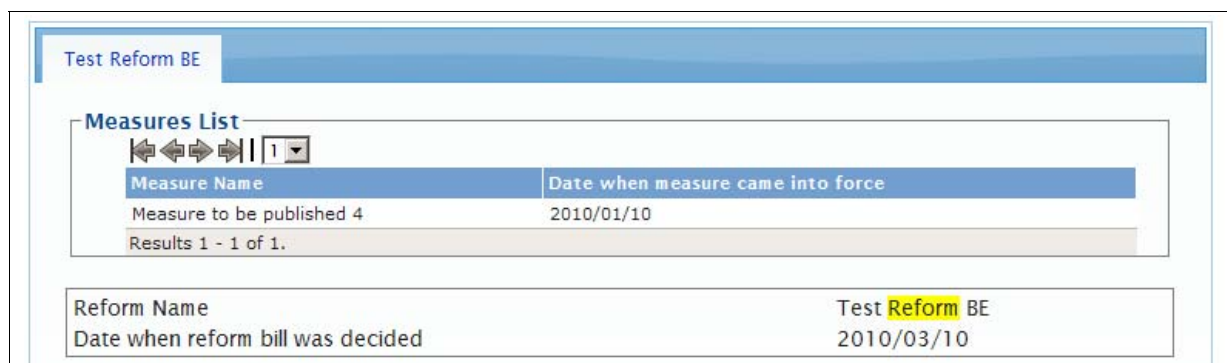 Test Reform BE
Measures List
1
Measure Name Date when measure came into force
Measure to be published 4 2010/01/10
Results 1 - 1 of 1.
Reform Name Test Reform BE
Date when reform bill was decided 2010/03/10